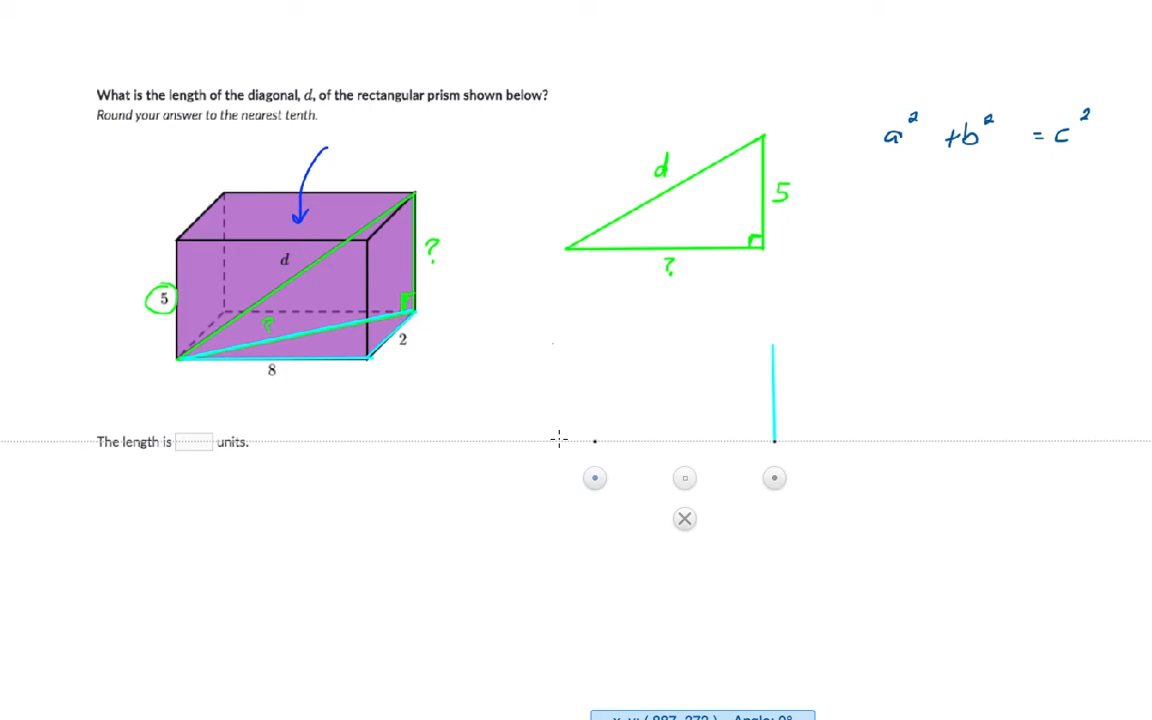 What is the length of the diagonal, d, of the rectangular prism shown below?
Round your answer to the nearest tenth.
a² + b² = c²
d
5
?
?
d
5
?
2
8
The length is units.